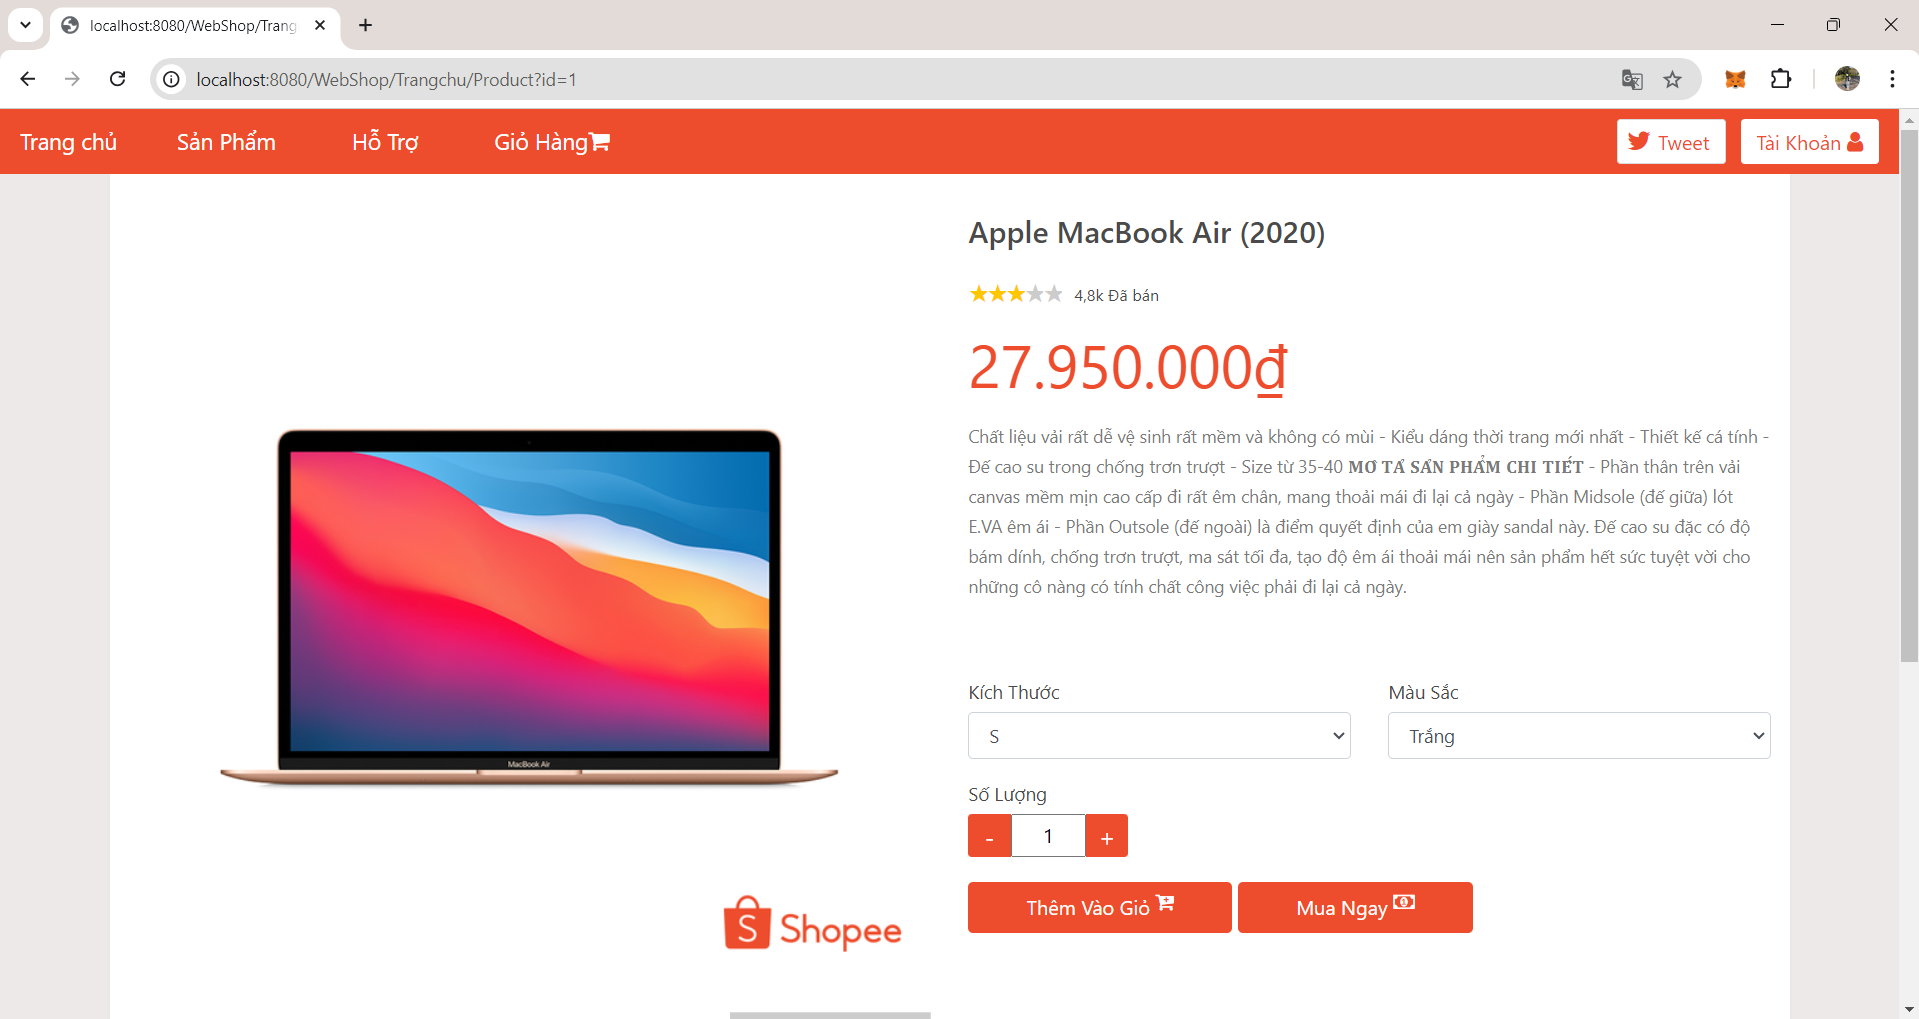 localhost:8080/WebShop/Trang
localhost:8080/WebShop/Trangchu/Product?id=1
Trang chủ
Sản Phẩm
Hỗ Trợ
Giỏ Hàng
Tweet
Tài Khoản
Apple MacBook Air (2020)
4,8k Đã bán
27.950.000₫
Chất liệu vải rất dễ vệ sinh rất mềm và không có mùi - Kiểu dáng thời trang mới nhất - Thiết kế cá tính -
Đế cao su trong chống trơn trượt - Size từ 35-40 MÔ TẢ SẢN PHẨM CHI TIẾT - Phần thân trên vải
canvas mềm mịn cao cấp đi rất êm chân, mang thoải mái đi lại cả ngày - Phần Midsole (đế giữa) lót
E.VA êm ái - Phần Outsole (đế ngoài) là điểm quyết định của em giày sandal này. Đế cao su đặc có độ
bám dính, chống trơn trượt, ma sát tối đa, tạo độ êm ái thoải mái nên sản phẩm hết sức tuyệt vời cho
những cô nàng có tính chất công việc phải đi lại cả ngày.
MacBook Air
Kích Thước
Màu Sắc
S
Trắng
Số Lượng
- 1 +
Thêm Vào Giỏ
Mua Ngay
S Shopee